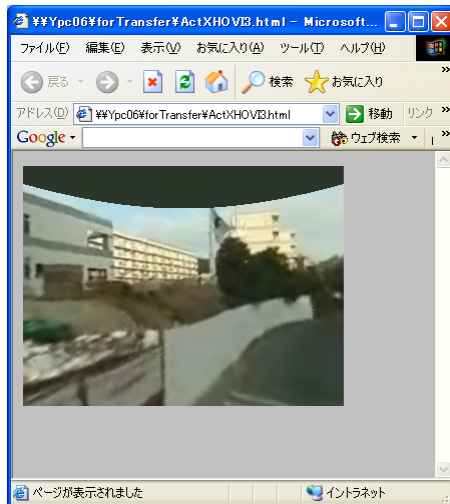 ¥¥Ypc06¥forTransfer¥ActXHOVI3.html - Microsoft...
ファイル(F) 編集(E) 表示(V) お気に入り(A) ツール(T) ヘルプ(H)
戻る 検索 お気に入り »
アドレス(D) ¥¥Ypc06¥forTransfer¥ActXHOVI3.html 移動 リンク »
Google ウェブ検索 »
ページが表示されました イントラネット